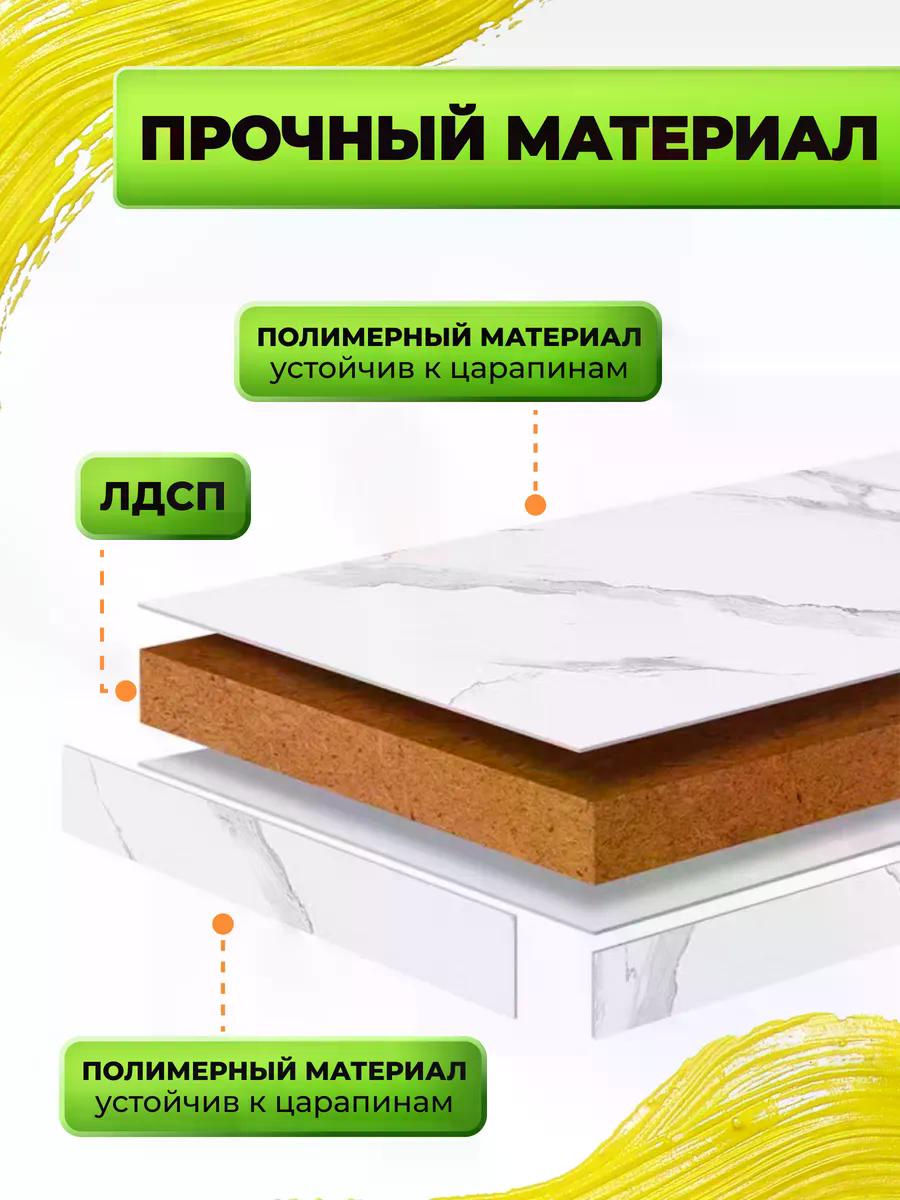 ПРОЧНЫЙ МАТЕРИАЛ
ПОЛИМЕРНЫЙ МАТЕРИАЛ
устойчив к царапинам
ЛДСП
ПОЛИМЕРНЫЙ МАТЕРИАЛ
устойчив к царапинам